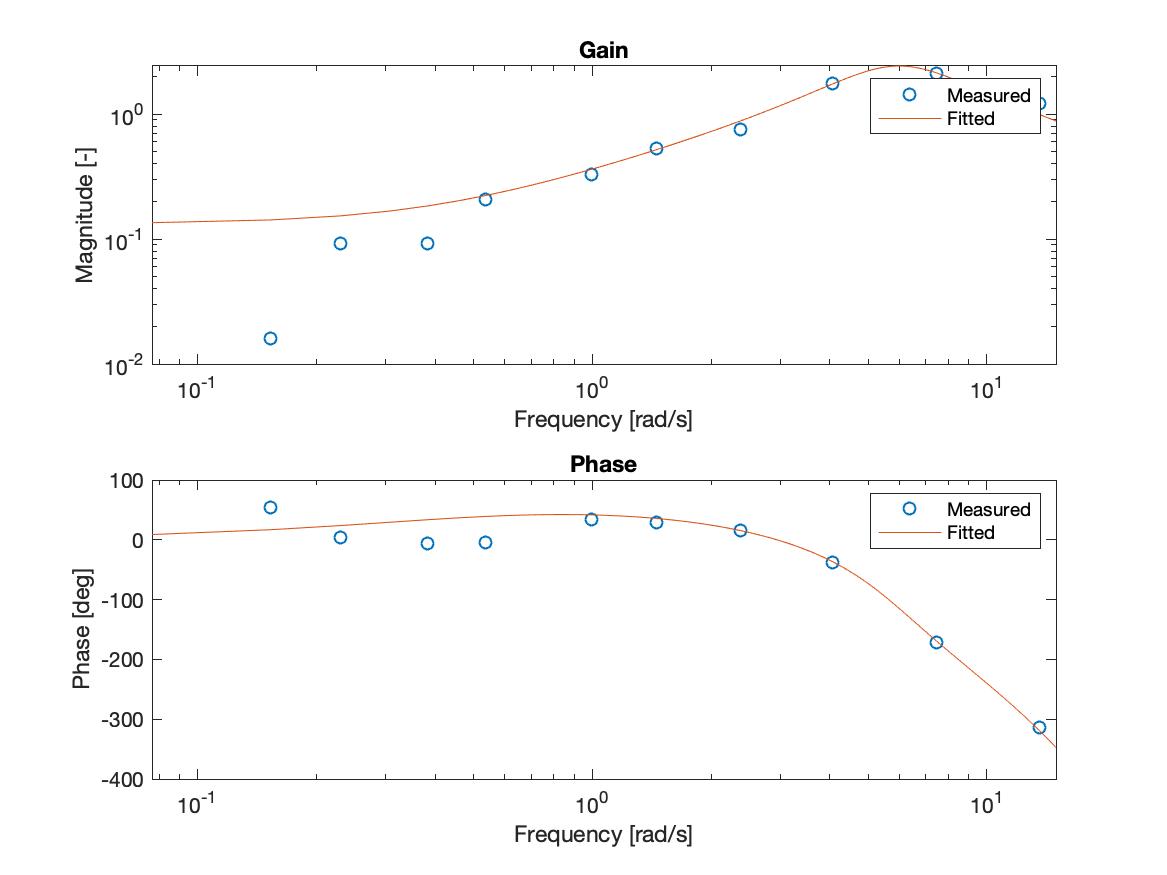 Gain
10^0
10^-1
10^-2
Magnitude [-]
Measured
Fitted
10^-1
10^0
10^1
Frequency [rad/s]
Phase
100
0
-100
-200
-300
-400
Phase [deg]
Measured
Fitted
10^-1
10^0
10^1
Frequency [rad/s]